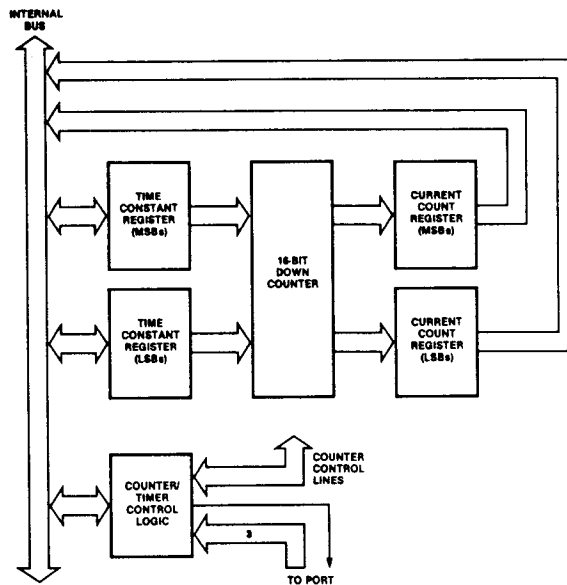 INTERNAL
BUS
TIME
CONSTANT
REGISTER
(MSBs)
16-BIT
DOWN
COUNTER
CURRENT
COUNT
REGISTER
(MSBs)
TIME
CONSTANT
REGISTER
(LSBs)
CURRENT
COUNT
REGISTER
(LSBs)
COUNTER/
TIMER
CONTROL
LOGIC
COUNTER
CONTROL
LINES
3
TO PORT